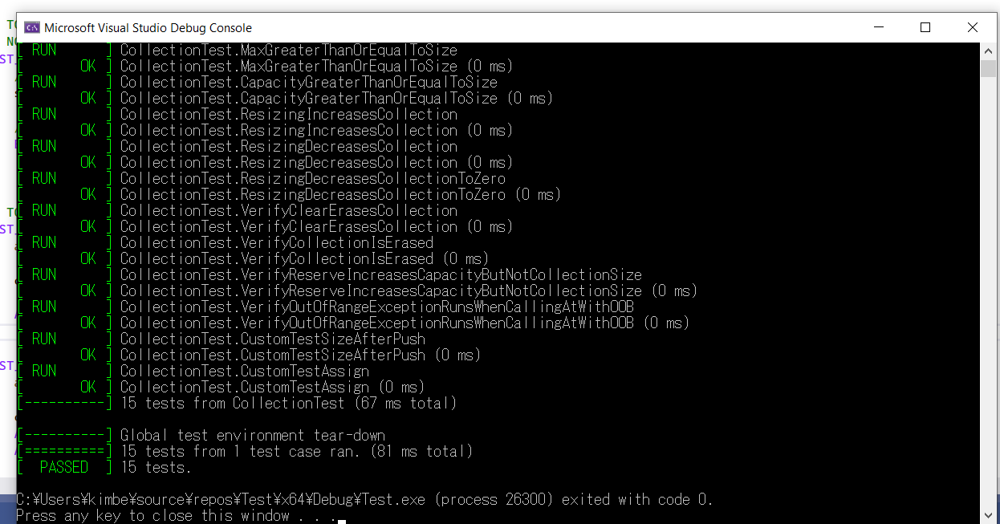 Microsoft Visual Studio Debug Console
[ RUN      ] CollectionTest.MaxGreaterThanOrEqualToSize
[       OK ] CollectionTest.MaxGreaterThanOrEqualToSize (0 ms)
[ RUN      ] CollectionTest.CapacityGreaterThanOrEqualToSize
[       OK ] CollectionTest.CapacityGreaterThanOrEqualToSize (0 ms)
[ RUN      ] CollectionTest.ResizingIncreasesCollection
[       OK ] CollectionTest.ResizingIncreasesCollection (0 ms)
[ RUN      ] CollectionTest.ResizingDecreasesCollection
[       OK ] CollectionTest.ResizingDecreasesCollection (0 ms)
[ RUN      ] CollectionTest.ResizingDecreasesCollectionToZero
[       OK ] CollectionTest.ResizingDecreasesCollectionToZero (0 ms)
[ RUN      ] CollectionTest.VerifyClearErasesCollection
[       OK ] CollectionTest.VerifyClearErasesCollection (0 ms)
[ RUN      ] CollectionTest.VerifyCollectionIsErased
[       OK ] CollectionTest.VerifyCollectionIsErased (0 ms)
[ RUN      ] CollectionTest.VerifyReserveIncreasesCapacityButNotCollectionSize
[       OK ] CollectionTest.VerifyReserveIncreasesCapacityButNotCollectionSize (0 ms)
[ RUN      ] CollectionTest.VerifyOutOfRangeExceptionRunsWhenCallingAtWithOOB
[       OK ] CollectionTest.VerifyOutOfRangeExceptionRunsWhenCallingAtWithOOB (0 ms)
[ RUN      ] CollectionTest.CustomTestSizeAfterPush
[       OK ] CollectionTest.CustomTestSizeAfterPush (0 ms)
[ RUN      ] CollectionTest.CustomTestAssign
[       OK ] CollectionTest.CustomTestAssign (0 ms)
[----------] 15 tests from CollectionTest (67 ms total)
[----------] Global test environment tear-down
[==========] 15 tests from 1 test case ran. (81 ms total)
[  PASSED  ] 15 tests.
C:¥Users¥kimbe¥source¥repos¥Test¥x64¥Debug¥Test.exe (process 26300) exited with code 0.
Press any key to close this window . . .